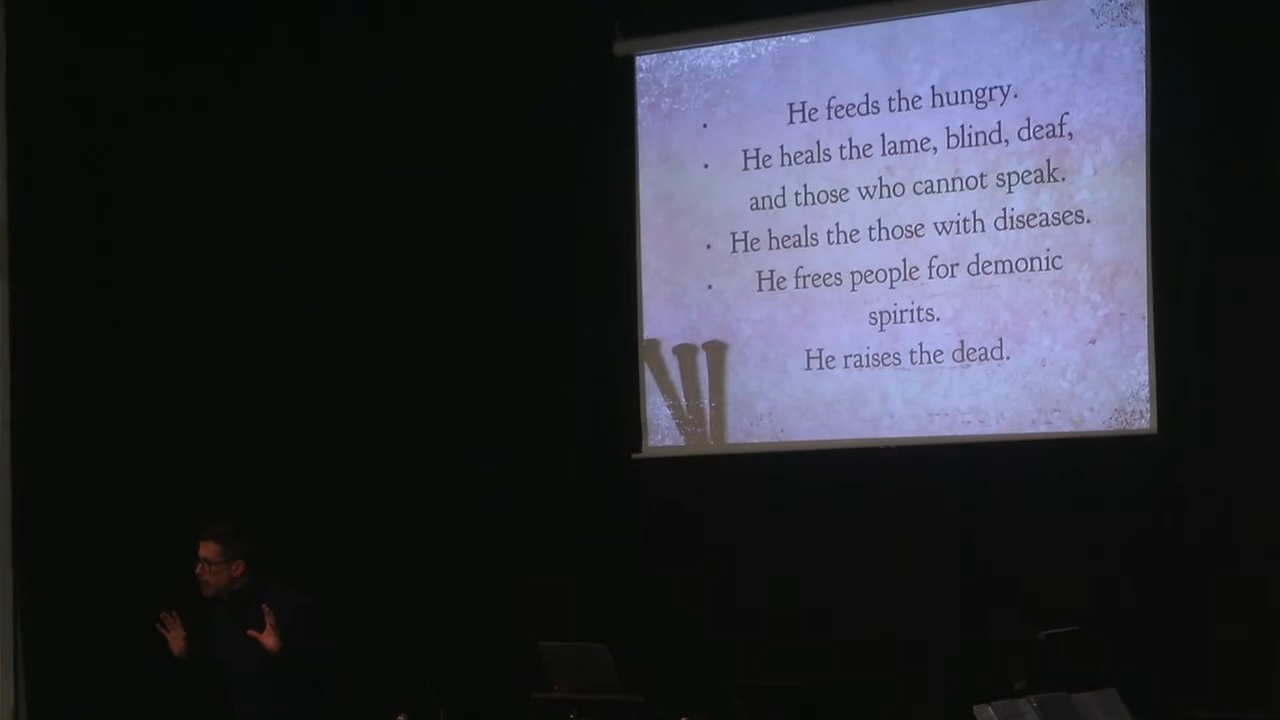 He feeds the hungry.
He heals the lame, blind, deaf,
and those who cannot speak.
He heals the those with diseases.
He frees people for demonic
spirits.
He raises the dead.